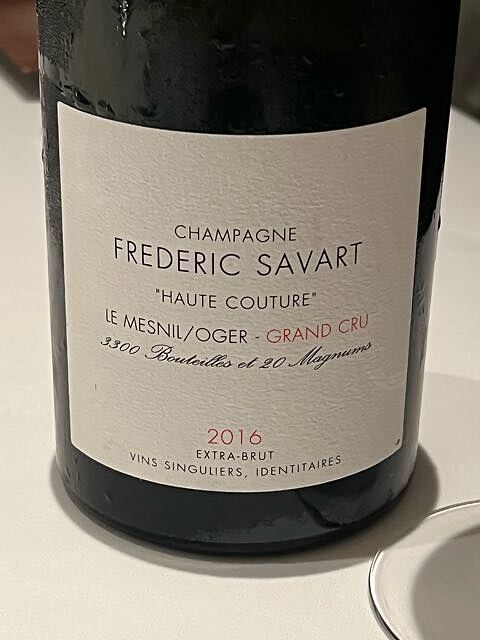 CHAMPAGNE
FREDERIC SAVART
"HAUTE COUTURE"
LE MESNIL/OGER - GRAND CRU
3300 Bouteilles et 20 Magnums
2016
EXTRA-BRUT
VINS SINGULIERS, IDENTITAIRES